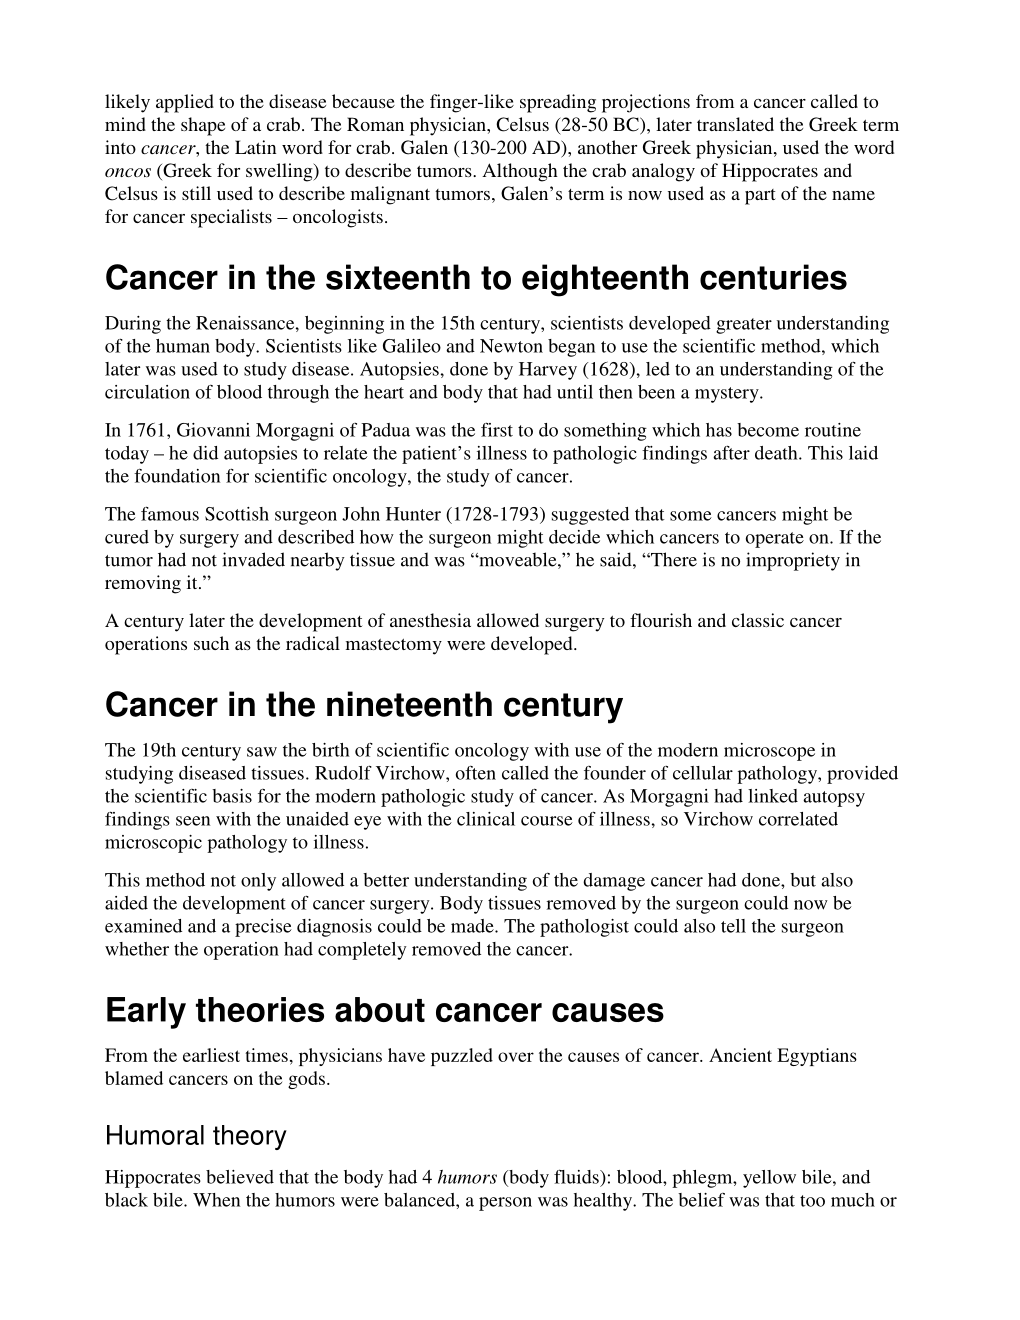 likely applied to the disease because the finger-like spreading projections from a cancer called to
mind the shape of a crab. The Roman physician, Celsus (28-50 BC), later translated the Greek term
into cancer, the Latin word for crab. Galen (130-200 AD), another Greek physician, used the word
oncos (Greek for swelling) to describe tumors. Although the crab analogy of Hippocrates and
Celsus is still used to describe malignant tumors, Galen’s term is now used as a part of the name
for cancer specialists – oncologists.
Cancer in the sixteenth to eighteenth centuries
During the Renaissance, beginning in the 15th century, scientists developed greater understanding
of the human body. Scientists like Galileo and Newton began to use the scientific method, which
later was used to study disease. Autopsies, done by Harvey (1628), led to an understanding of the
circulation of blood through the heart and body that had until then been a mystery.
In 1761, Giovanni Morgagni of Padua was the first to do something which has become routine
today – he did autopsies to relate the patient’s illness to pathologic findings after death. This laid
the foundation for scientific oncology, the study of cancer.
The famous Scottish surgeon John Hunter (1728-1793) suggested that some cancers might be
cured by surgery and described how the surgeon might decide which cancers to operate on. If the
tumor had not invaded nearby tissue and was “moveable,” he said, “There is no impropriety in
removing it.”
A century later the development of anesthesia allowed surgery to flourish and classic cancer
operations such as the radical mastectomy were developed.
Cancer in the nineteenth century
The 19th century saw the birth of scientific oncology with use of the modern microscope in
studying diseased tissues. Rudolf Virchow, often called the founder of cellular pathology, provided
the scientific basis for the modern pathologic study of cancer. As Morgagni had linked autopsy
findings seen with the unaided eye with the clinical course of illness, so Virchow correlated
microscopic pathology to illness.
This method not only allowed a better understanding of the damage cancer had done, but also
aided the development of cancer surgery. Body tissues removed by the surgeon could now be
examined and a precise diagnosis could be made. The pathologist could also tell the surgeon
whether the operation had completely removed the cancer.
Early theories about cancer causes
From the earliest times, physicians have puzzled over the causes of cancer. Ancient Egyptians
blamed cancers on the gods.
Humoral theory
Hippocrates believed that the body had 4 humors (body fluids): blood, phlegm, yellow bile, and
black bile. When the humors were balanced, a person was healthy. The belief was that too much or